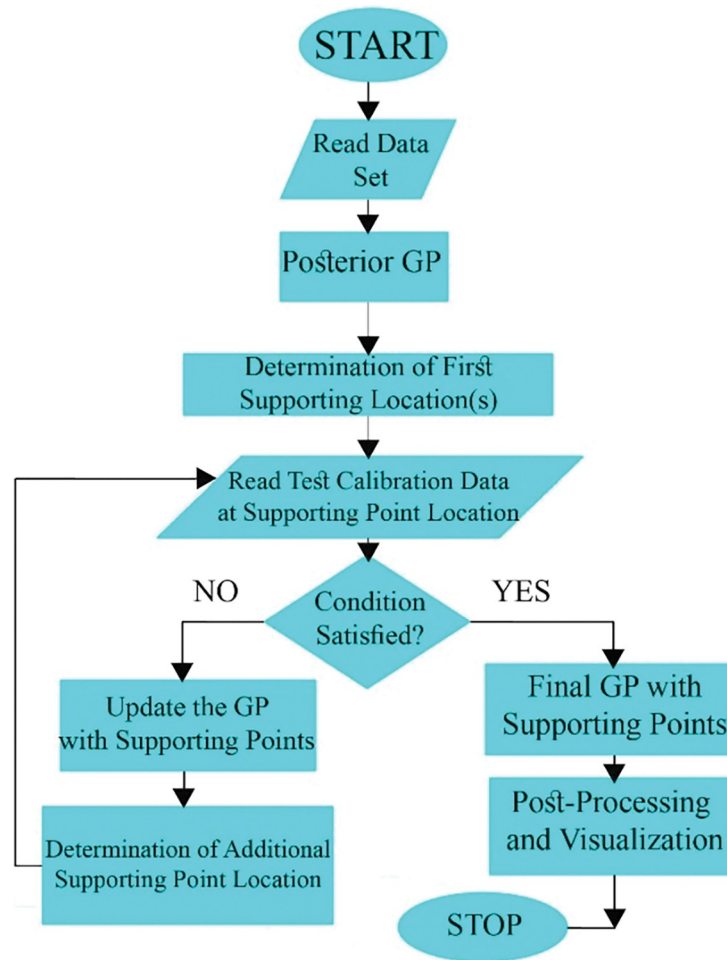 START
Read Data
Set
Posterior GP
Determination of First
Supporting Location(s)
Read Test Calibration Data
at Supporting Point Location
NO
YES
Condition
Satisfied?
Update the GP
with Supporting Points
Final GP with
Supporting Points
Determination of Additional
Supporting Point Location
Post-Processing
and Visualization
STOP